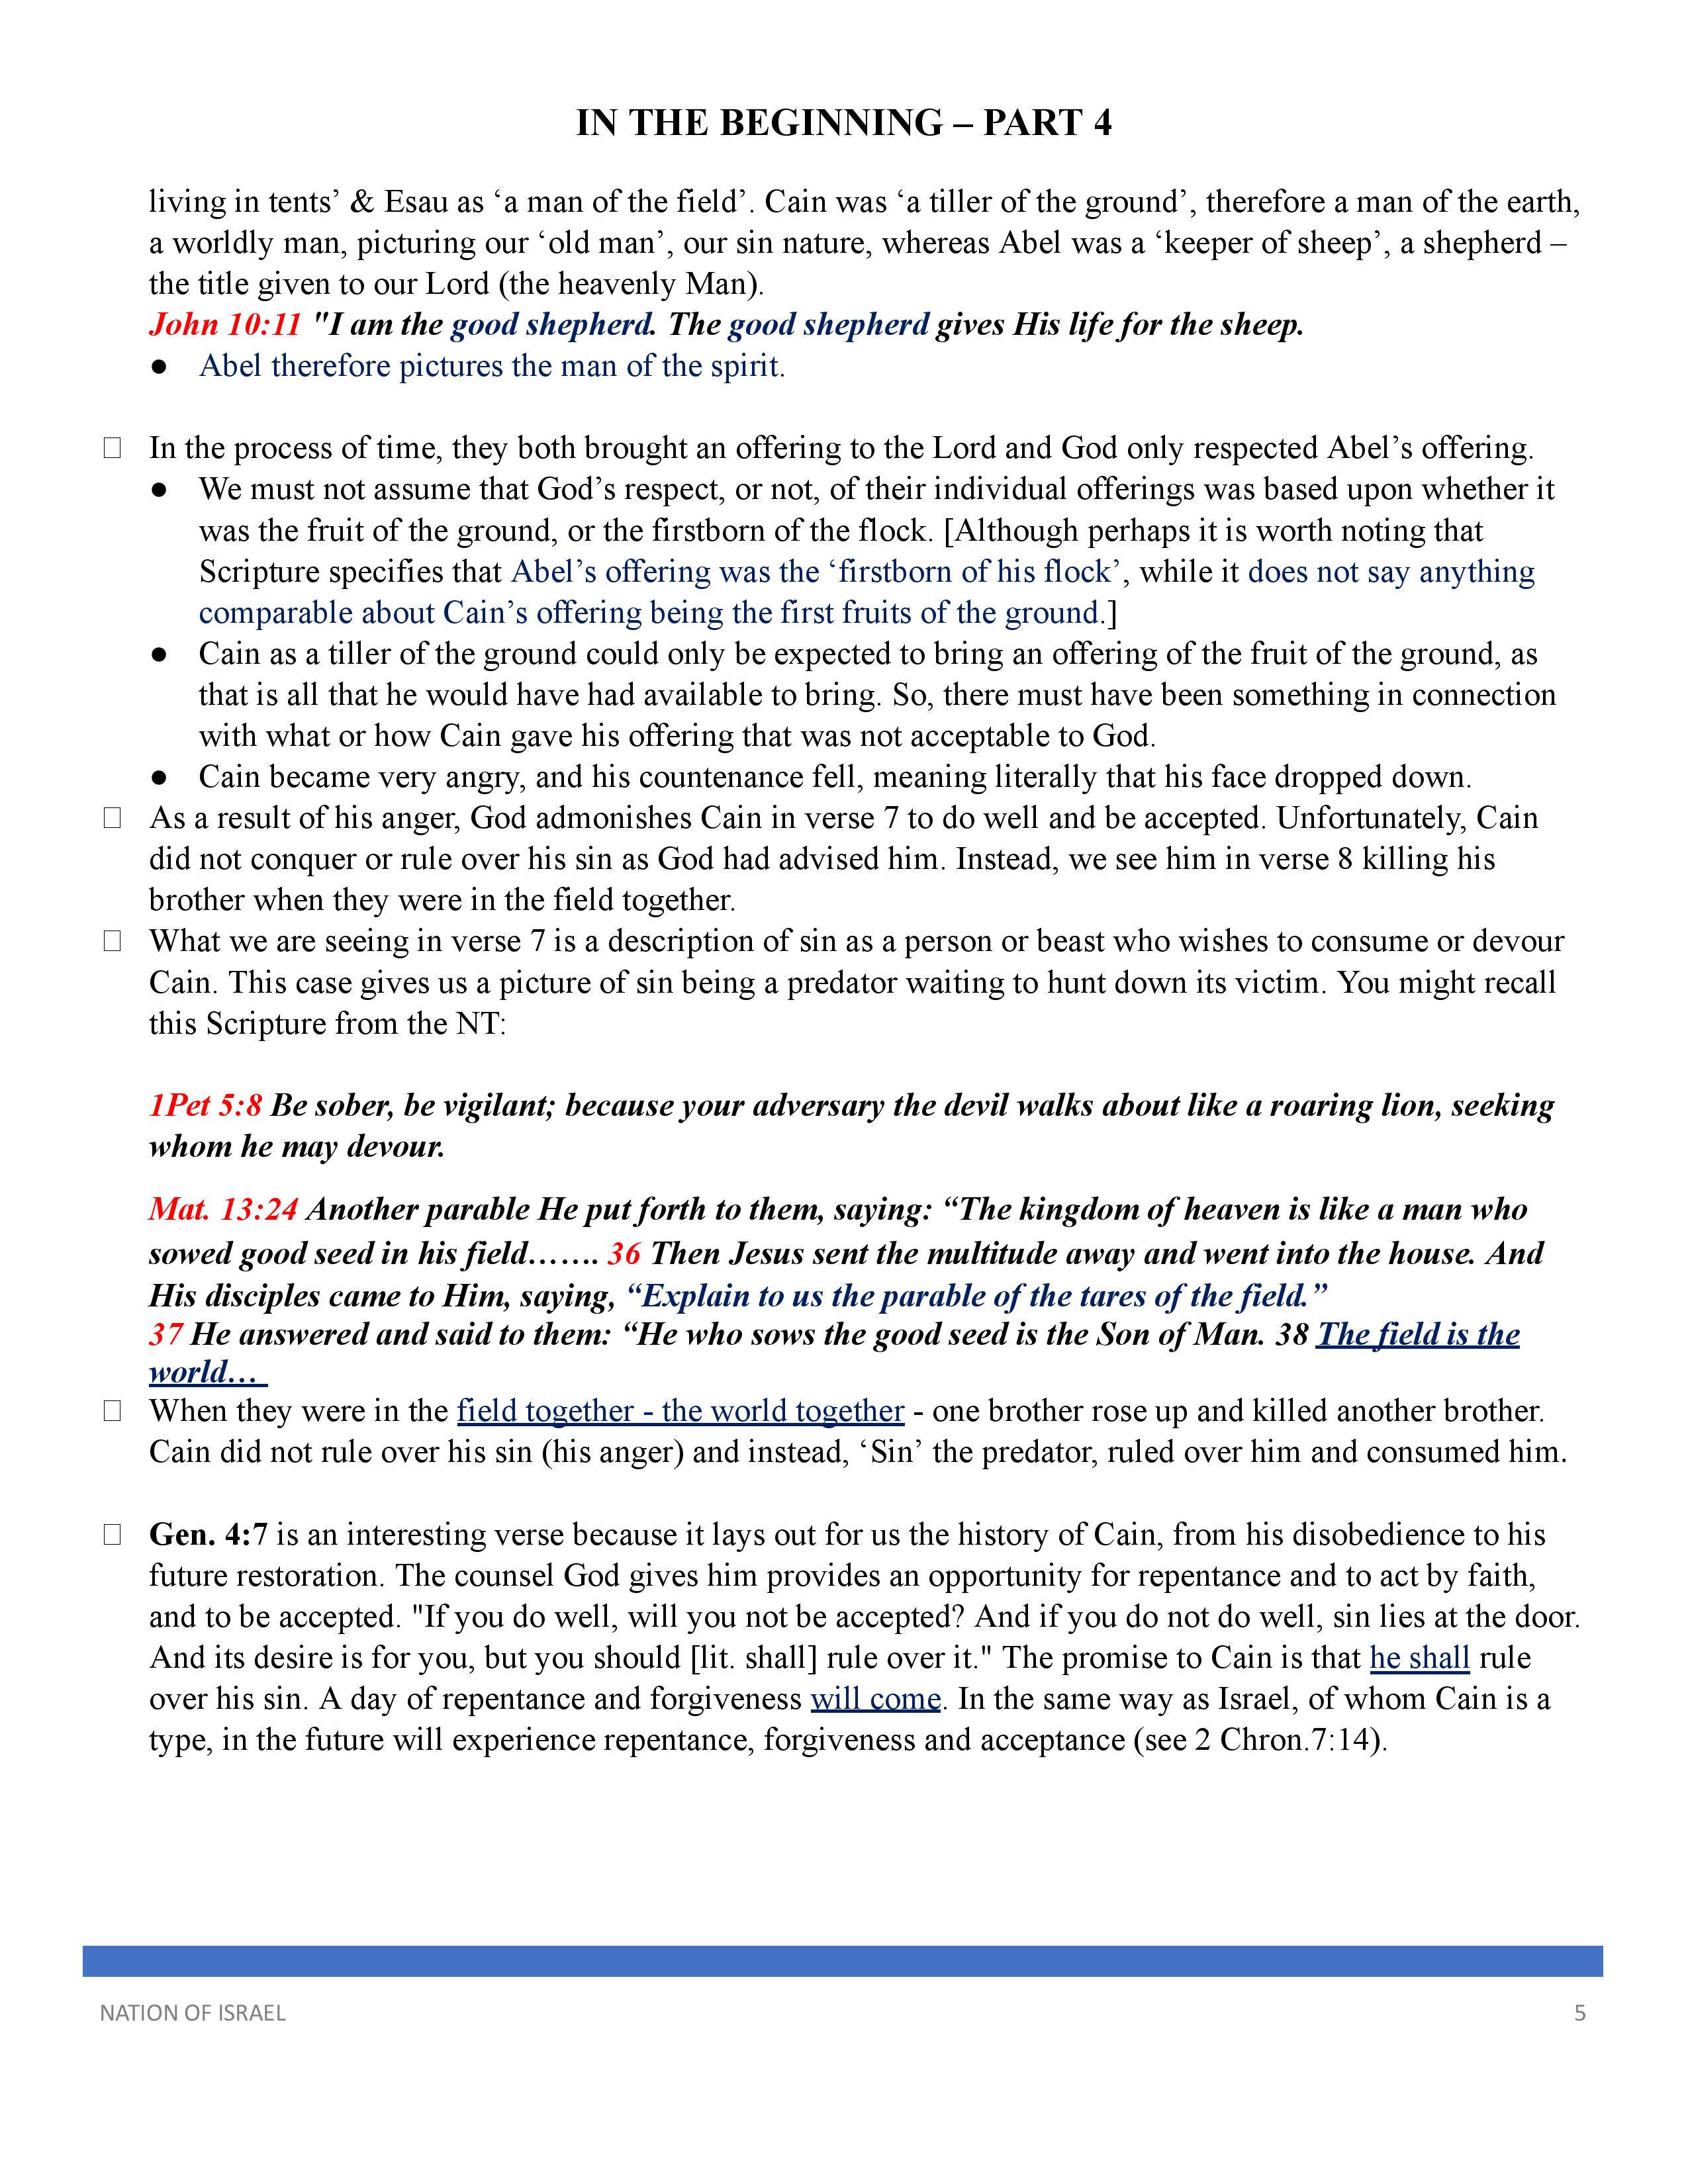 IN THE BEGINNING – PART 4
living in tents’ & Esau as ‘a man of the field’. Cain was ‘a tiller of the ground’, therefore a man of the earth,
a worldly man, picturing our ‘old man’, our sin nature, whereas Abel was a ‘keeper of sheep’, a shepherd –
the title given to our Lord (the heavenly Man).
John 10:11 "I am the good shepherd. The good shepherd gives His life for the sheep.
● Abel therefore pictures the man of the spirit.
□ In the process of time, they both brought an offering to the Lord and God only respected Abel’s offering.
● We must not assume that God’s respect, or not, of their individual offerings was based upon whether it
was the fruit of the ground, or the firstborn of the flock. [Although perhaps it is worth noting that
Scripture specifies that Abel’s offering was the ‘firstborn of his flock’, while it does not say anything
comparable about Cain’s offering being the first fruits of the ground.]
● Cain as a tiller of the ground could only be expected to bring an offering of the fruit of the ground, as
that is all that he would have had available to bring. So, there must have been something in connection
with what or how Cain gave his offering that was not acceptable to God.
● Cain became very angry, and his countenance fell, meaning literally that his face dropped down.
□ As a result of his anger, God admonishes Cain in verse 7 to do well and be accepted. Unfortunately, Cain
did not conquer or rule over his sin as God had advised him. Instead, we see him in verse 8 killing his
brother when they were in the field together.
□ What we are seeing in verse 7 is a description of sin as a person or beast who wishes to consume or devour
Cain. This case gives us a picture of sin being a predator waiting to hunt down its victim. You might recall
this Scripture from the NT:
1Pet 5:8 Be sober, be vigilant; because your adversary the devil walks about like a roaring lion, seeking
whom he may devour.
Mat. 13:24 Another parable He put forth to them, saying: “The kingdom of heaven is like a man who
sowed good seed in his field……. 36 Then Jesus sent the multitude away and went into the house. And
His disciples came to Him, saying, “Explain to us the parable of the tares of the field.”
37 He answered and said to them: “He who sows the good seed is the Son of Man. 38 The field is the
world…
□ When they were in the field together - the world together - one brother rose up and killed another brother.
Cain did not rule over his sin (his anger) and instead, ‘Sin’ the predator, ruled over him and consumed him.
□ Gen. 4:7 is an interesting verse because it lays out for us the history of Cain, from his disobedience to his
future restoration. The counsel God gives him provides an opportunity for repentance and to act by faith,
and to be accepted. "If you do well, will you not be accepted? And if you do not do well, sin lies at the door.
And its desire is for you, but you should [lit. shall] rule over it." The promise to Cain is that he shall rule
over his sin. A day of repentance and forgiveness will come. In the same way as Israel, of whom Cain is a
type, in the future will experience repentance, forgiveness and acceptance (see 2 Chron.7:14).
NATION OF ISRAEL 5